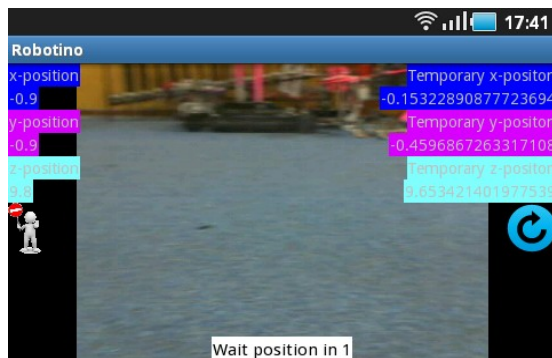 17:41
Robotino
x-position
-0.9
y-position
-0.9
z-position
9.8
Temporary x-positor
-0.15322890877723694
Temporary y-positor
-0.4596867263317108
Temporary z-positor
9.653421401977539
Wait position in 1